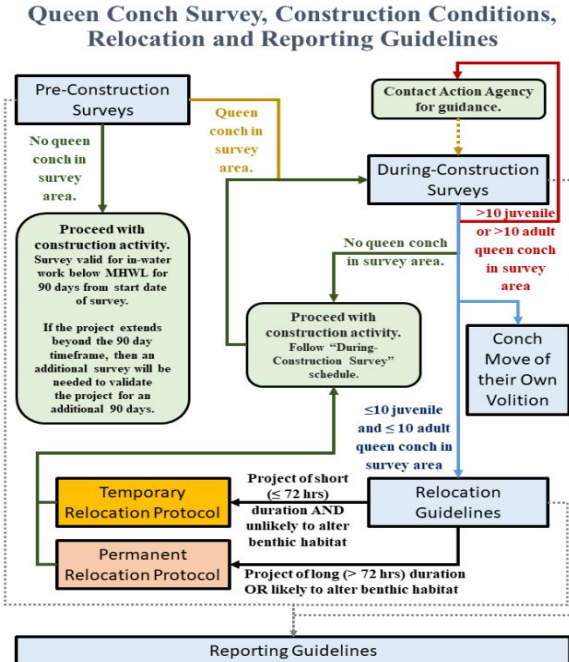 Queen Conch Survey, Construction Conditions,
Relocation and Reporting Guidelines
Pre-Construction
Surveys
Queen
conch in
survey
area.
Contact Action Agency
for guidance.
No queen
conch in
survey
area.
During-Construction
Surveys
>10 juvenile
or >10 adult
queen conch
in survey
area
Proceed with
construction activity.
Survey valid for in-water
work below MHWL for
90 days from start date
of survey.
If the project extends
beyond the 90 day
timeframe, then an
additional survey will be
needed to validate
the project for an
additional 90 days.
No queen conch
in survey area.
Proceed with
construction activity.
Follow “During-
Construction Survey”
schedule.
Conch
Move of
their Own
Volition
≤10 juvenile
and ≤ 10 adult
queen conch in
survey area
Temporary
Relocation Protocol
Project of short
(≤ 72 hrs)
duration AND
unlikely to alter
benthic habitat
Relocation
Guidelines
Permanent
Relocation Protocol
Project of long (> 72 hrs) duration
OR likely to alter benthic habitat
Reporting Guidelines